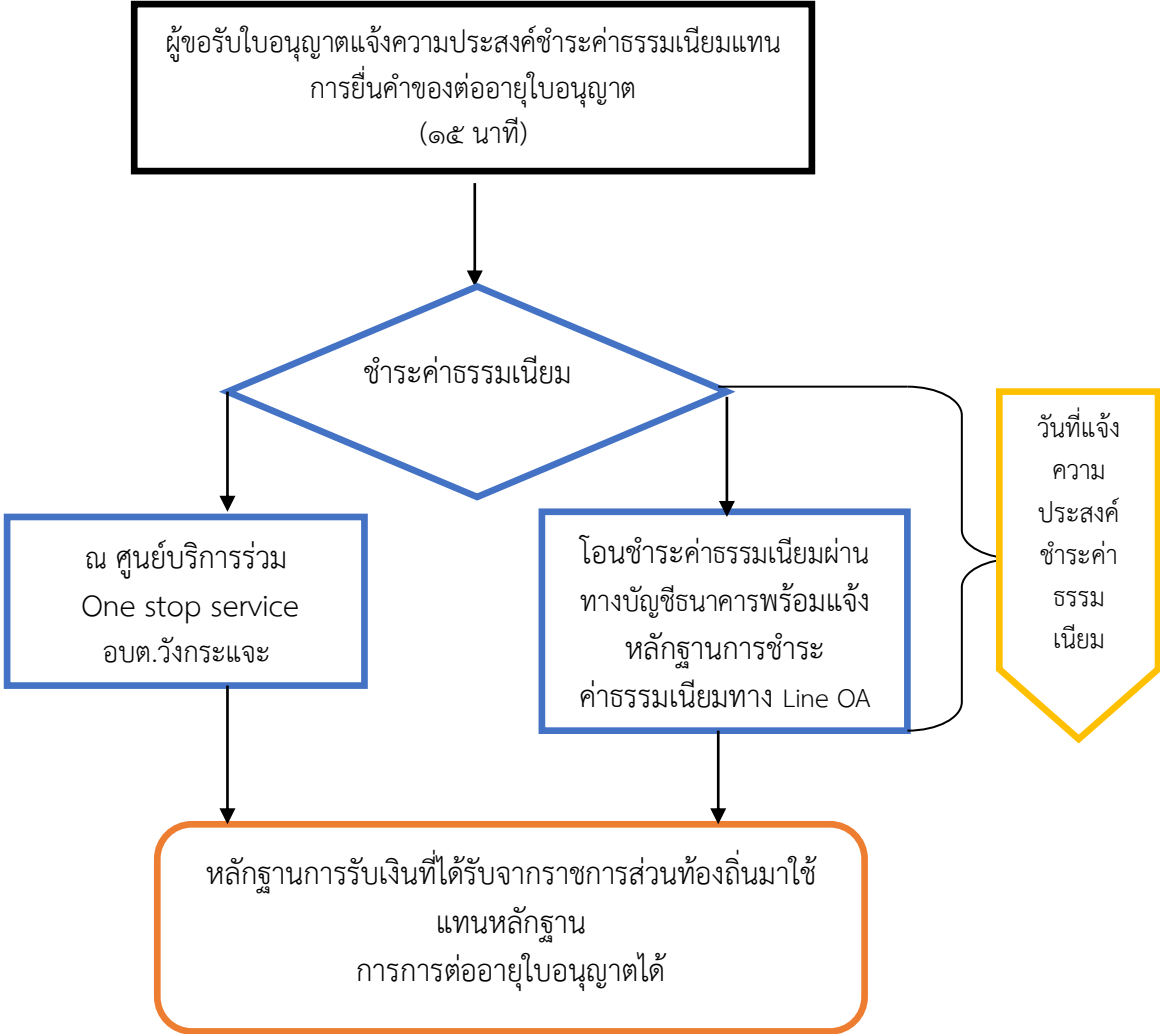 ผู้ขอรับใบอนุญาตแจ้งความประสงค์ชำระค่าธรรมเนียมแทน
การยื่นคำของต่ออายุใบอนุญาต
(๑๕ นาที)
ชำระค่าธรรมเนียม
ณ ศูนย์บริการร่วม
One stop service
อบต.วังกระแจะ
โอนชำระค่าธรรมเนียมผ่าน
ทางบัญชีธนาคารพร้อมแจ้ง
หลักฐานการชำระ
ค่าธรรมเนียมทาง Line OA
วันที่แจ้ง
ความ
ประสงค์
ชำระค่า
ธรรม
เนียม
หลักฐานการรับเงินที่ได้รับจากราชการส่วนท้องถิ่นมาใช้
แทนหลักฐาน
การการต่ออายุใบอนุญาตได้